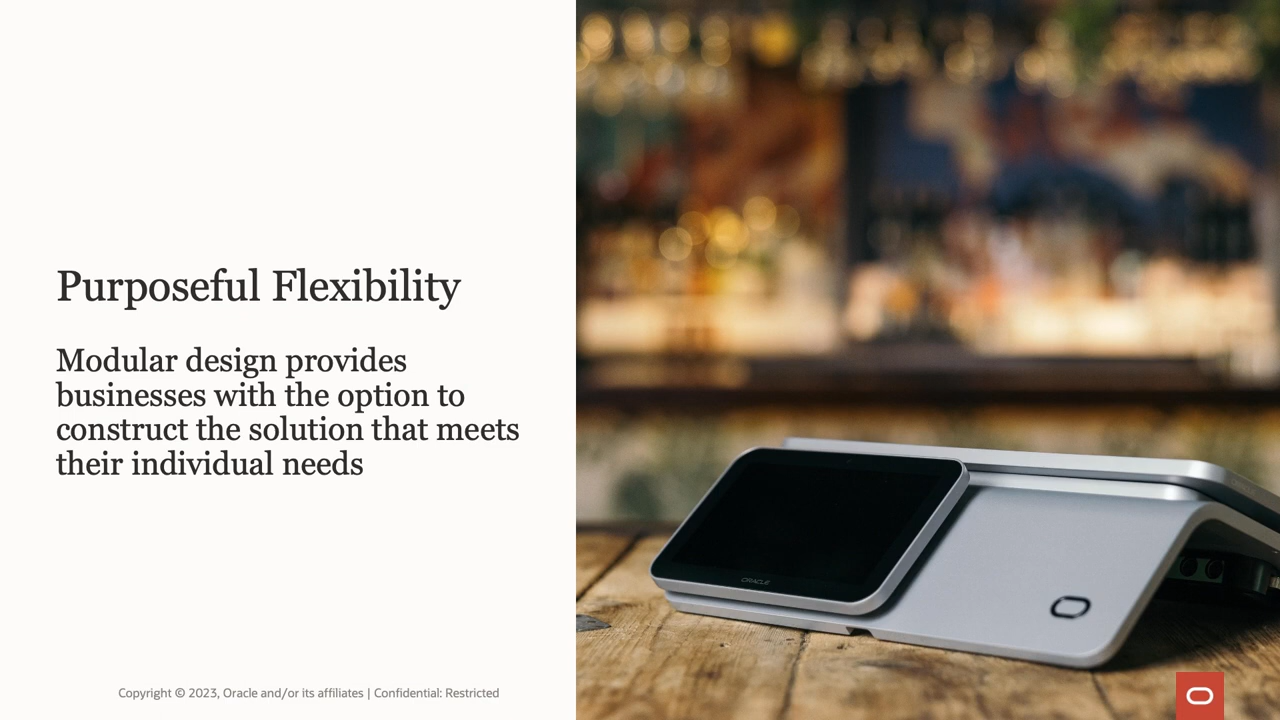 Purposeful Flexibility
Modular design provides
businesses with the option to
construct the solution that meets
their individual needs
ORACLE
Copyright © 2023, Oracle and/or its affiliates | Confidential: Restricted